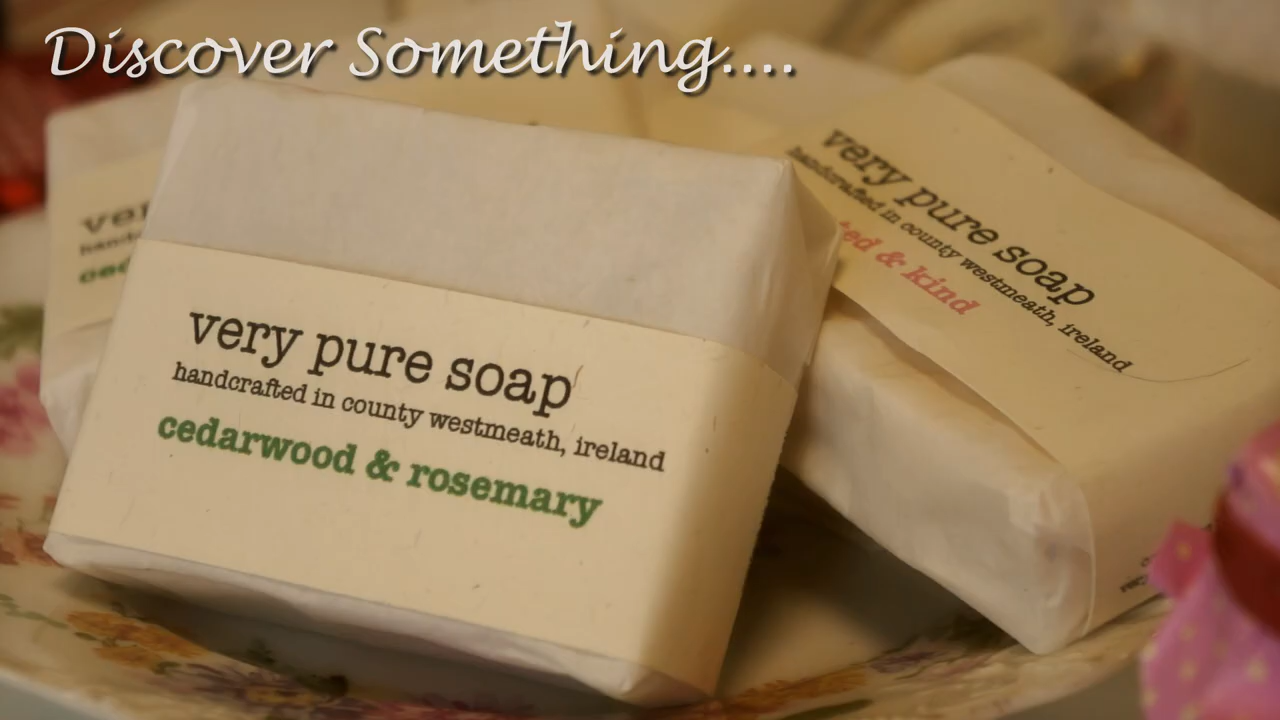 Discover Something....
very pure soap
handcrafted in county westmeath, ireland
cedarwood & rosemary
very pure soap
handcrafted in county westmeath, ireland
& kind